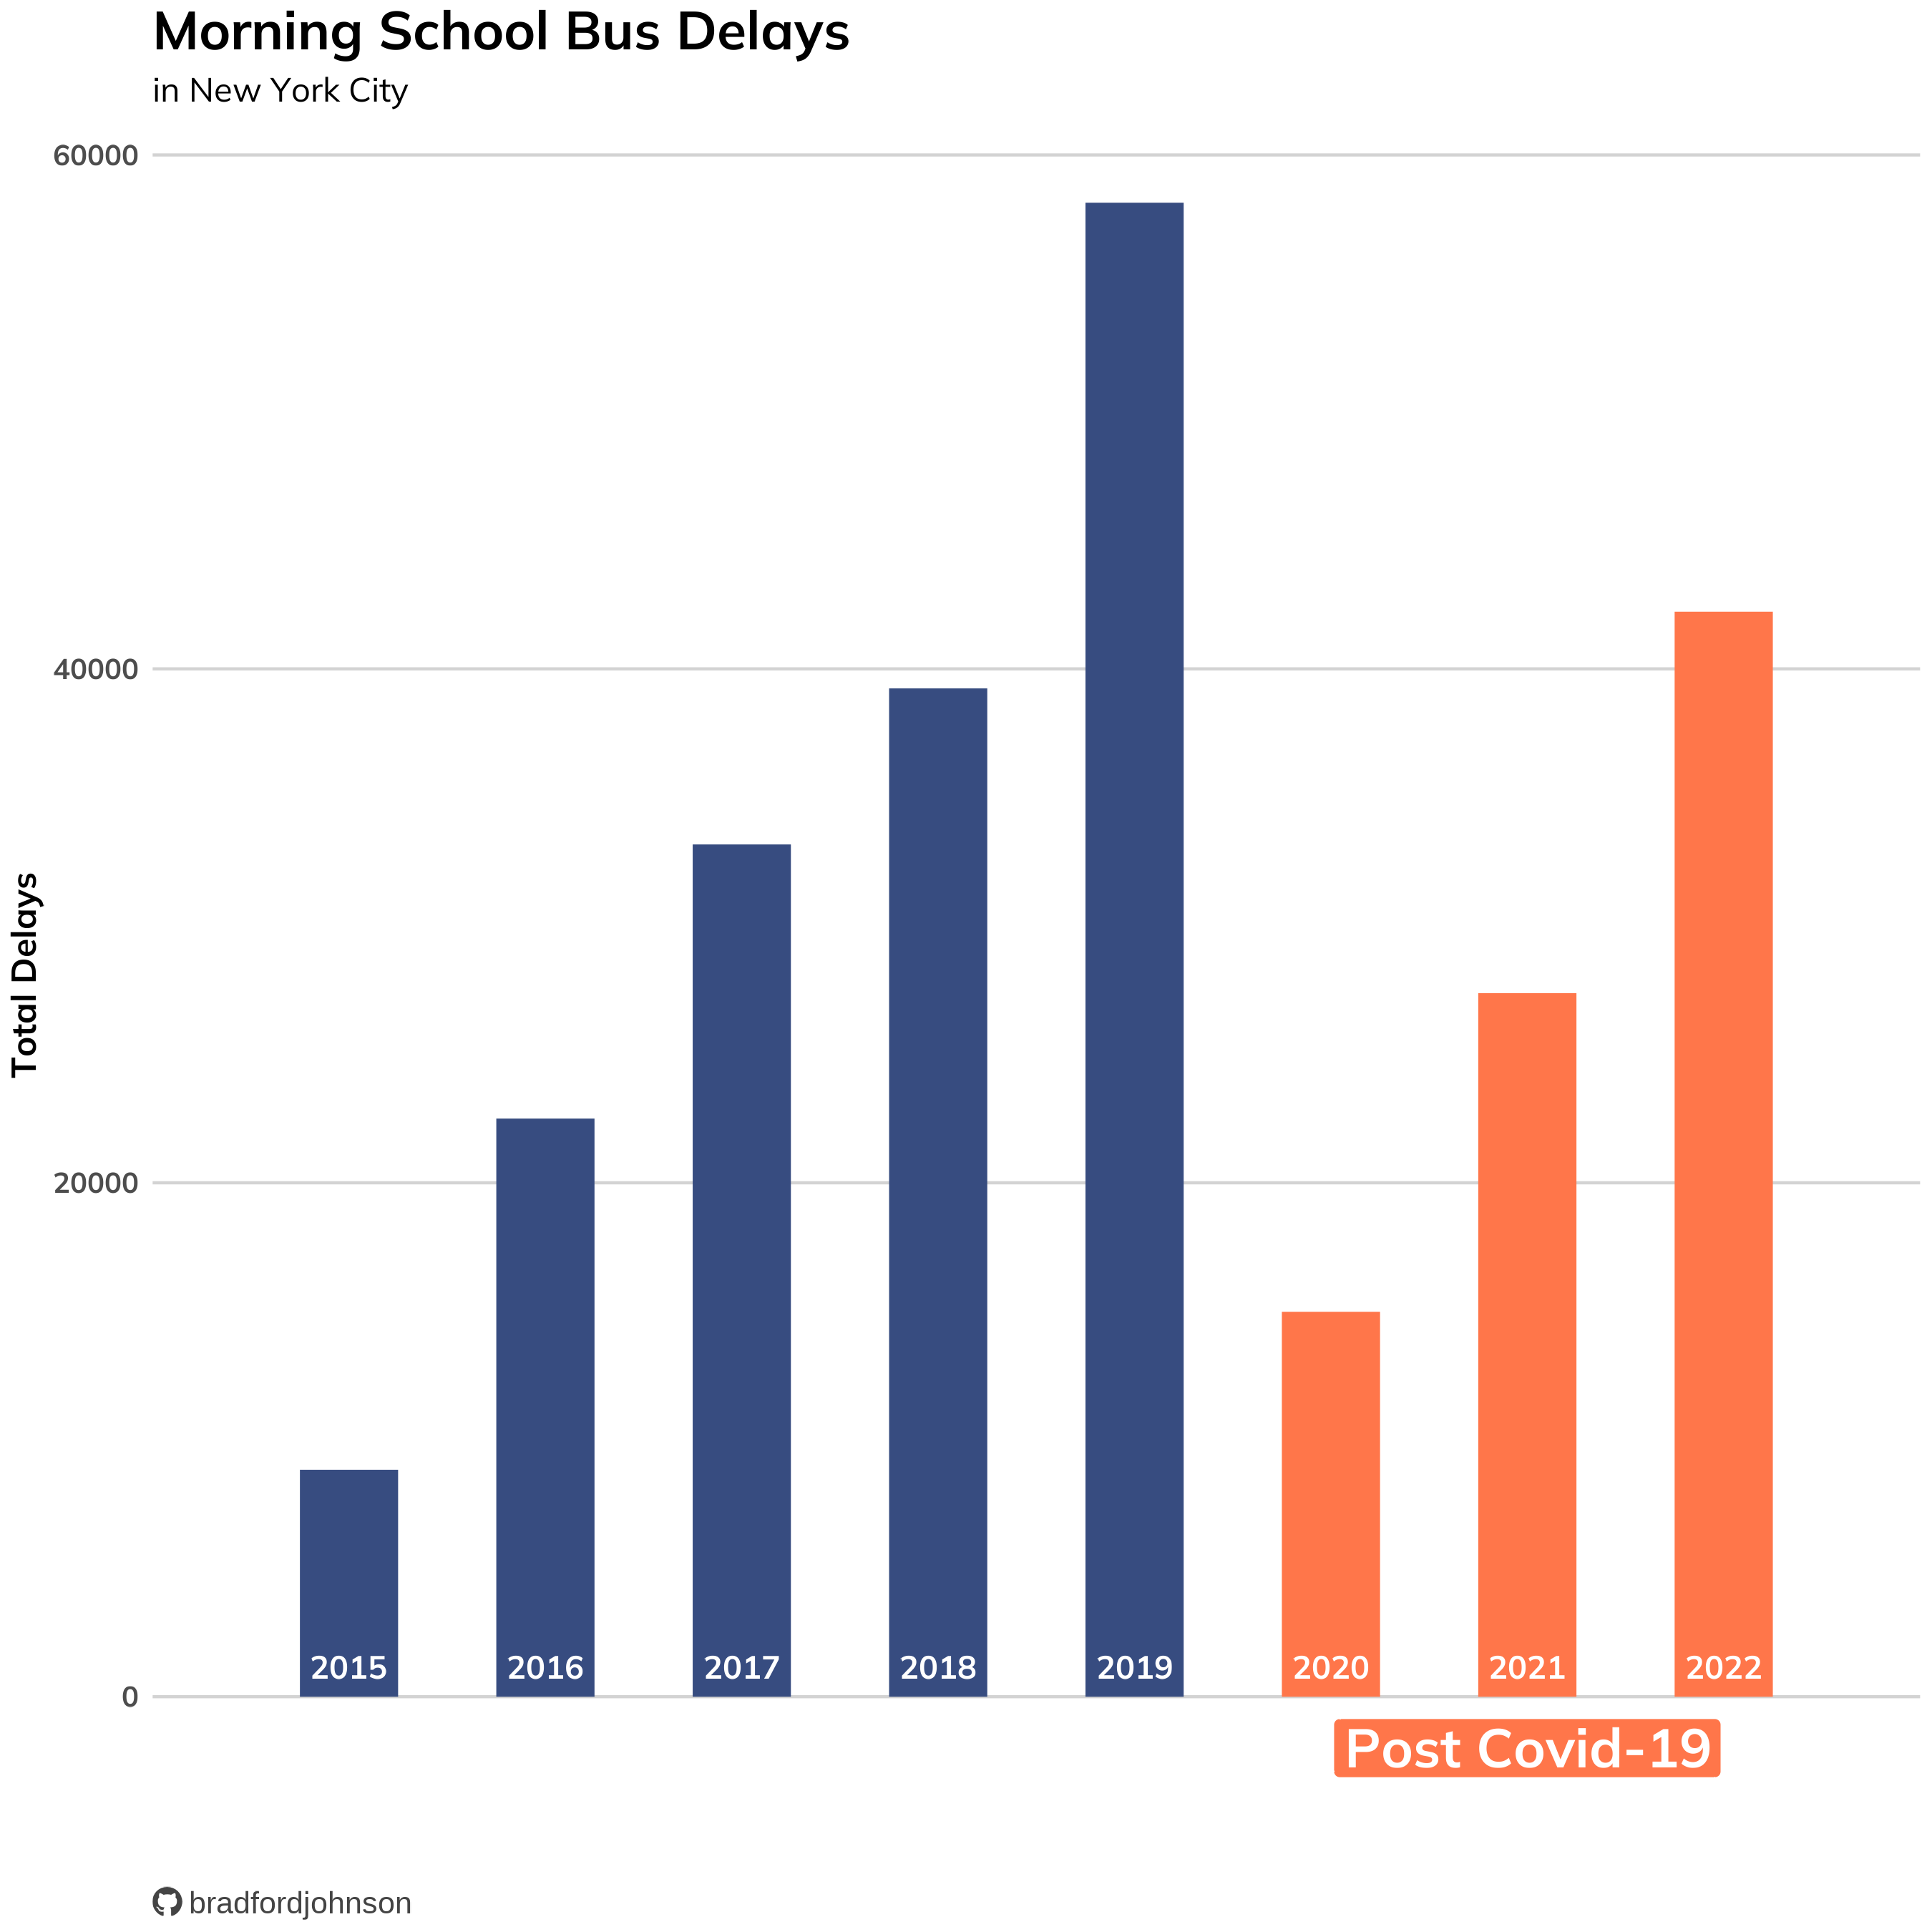 Morning School Bus Delays
in New York City
60000
40000
20000
0
Total Delays
2015 2016 2017 2018 2019 2020 2021 2022
Post Covid-19
bradfordjohnson